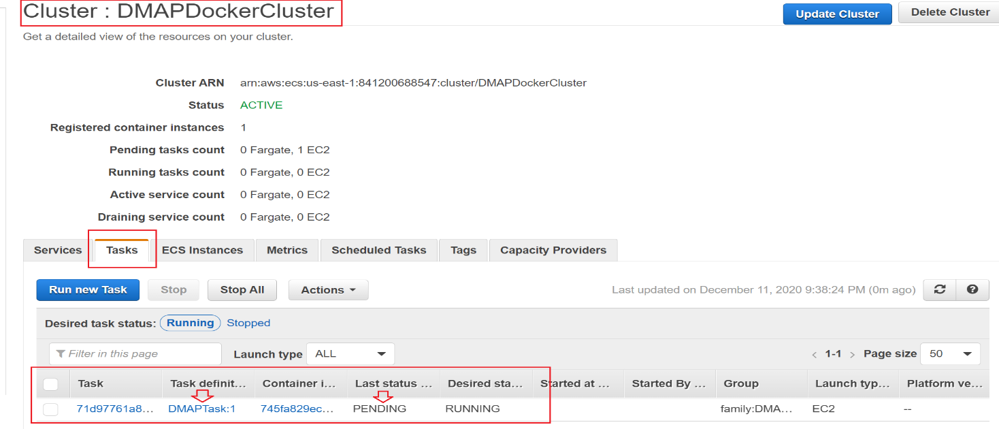 Cluster : DMAPDockerCluster
Update Cluster Delete Cluster
Get a detailed view of the resources on your cluster.
Cluster ARN arn:aws:ecs:us-east-1:841200688547:cluster/DMAPDockerCluster
Status ACTIVE
Registered container instances 1
Pending tasks count 0 Fargate, 1 EC2
Running tasks count 0 Fargate, 0 EC2
Active service count 0 Fargate, 0 EC2
Draining service count 0 Fargate, 0 EC2
Services Tasks ECS Instances Metrics Scheduled Tasks Tags Capacity Providers
Run new Task Stop Stop All Actions Last updated on December 11, 2020 9:38:24 PM (0m ago)
Desired task status: Running Stopped
Filter in this page Launch type ALL < 1-1 > Page size 50
Task Task definit... Container i... Last status ... Desired sta... Started at ... Started By ... Group Launch typ... Platform ve...
71d97761a8... DMAPTask:1 745fa829ec... PENDING RUNNING family:DMA... EC2 --